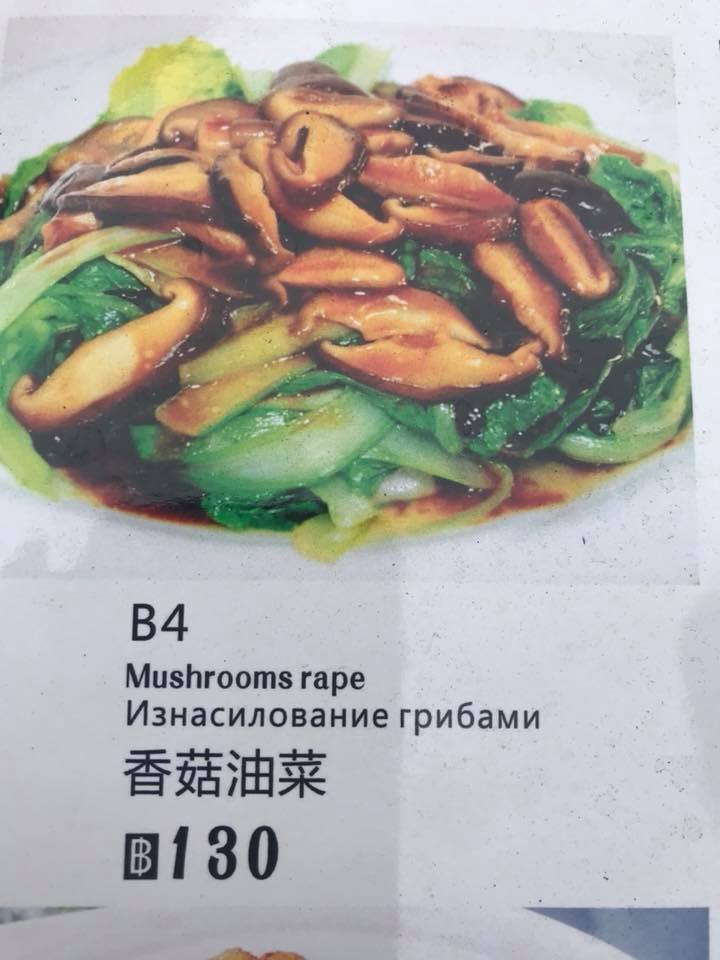 B4
Mushrooms rape
Изнасилование грибами
香菇油菜
฿130